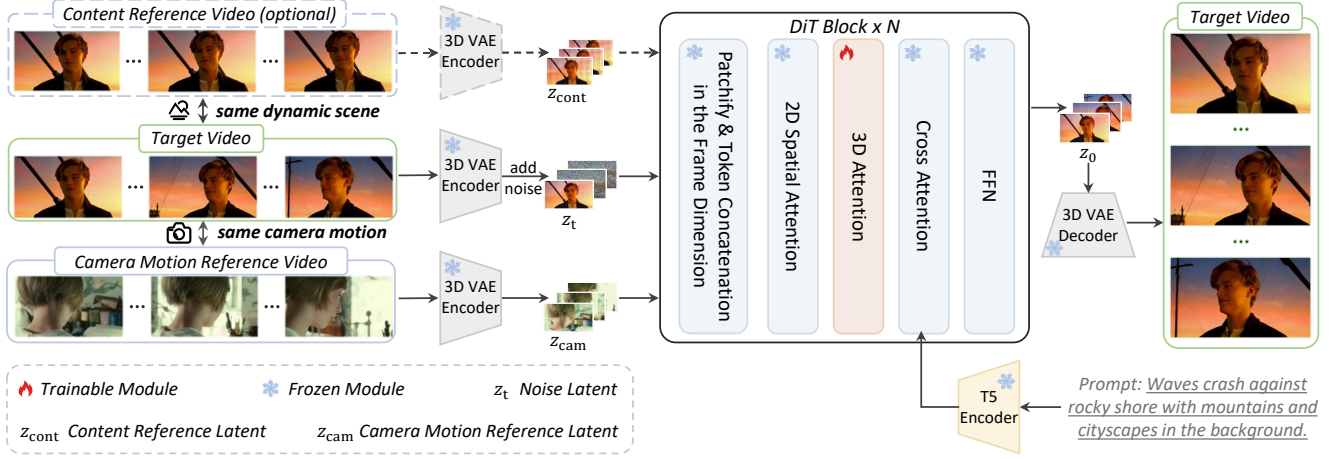 Content Reference Video (optional)
...
...
3D VAE
Encoder
z_cont
same dynamic scene
Target Video
...
...
3D VAE
Encoder
add
noise
z_t
same camera motion
Camera Motion Reference Video
...
...
3D VAE
Encoder
z_cam
DiT Block x N
Patchify & Token Concatenation
in the Frame Dimension
2D Spatial Attention
3D Attention
Cross Attention
FFN
z_0
3D VAE
Decoder
Target Video
...
...
T5
Encoder
Prompt: Waves crash against
rocky shore with mountains and
cityscapes in the background.
Trainable Module
Frozen Module
z_t Noise Latent
z_cont Content Reference Latent
z_cam Camera Motion Reference Latent